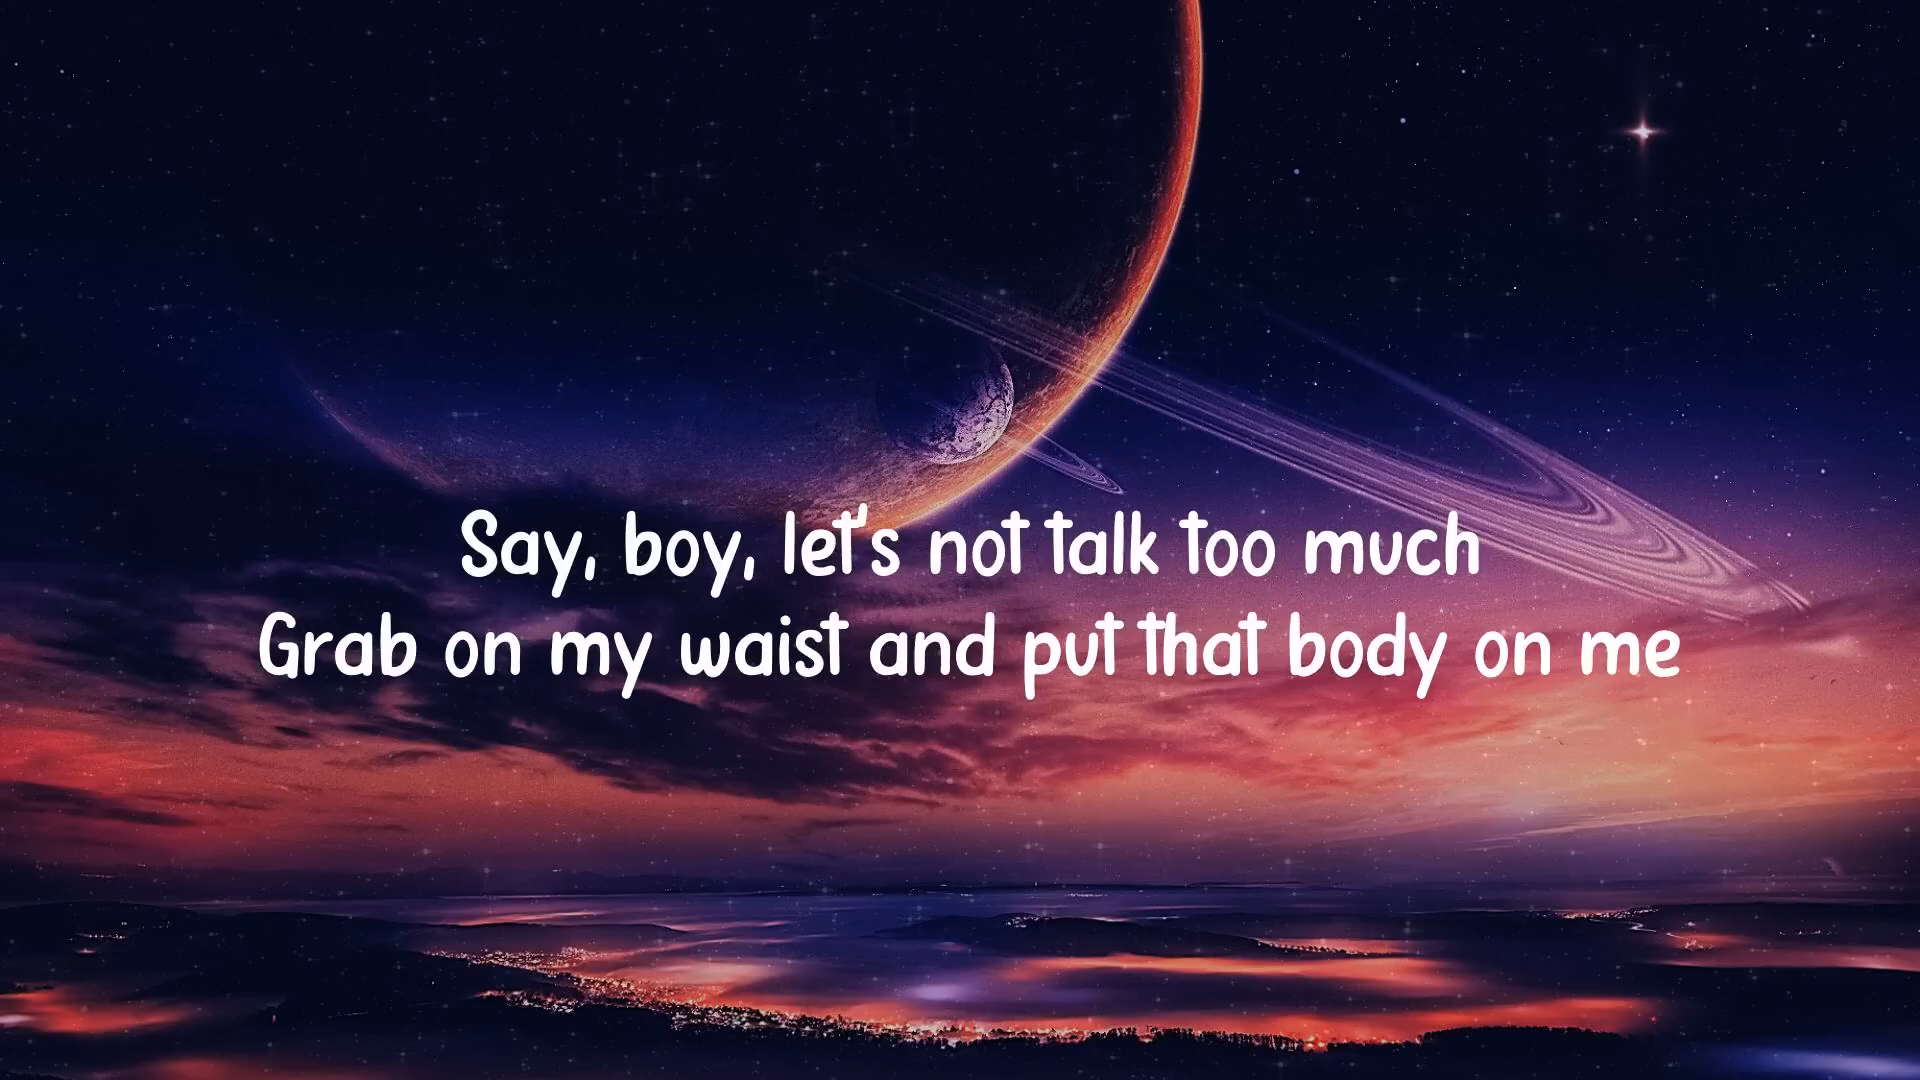 Say, boy, let's not talk too much
Grab on my waist and put that body on me